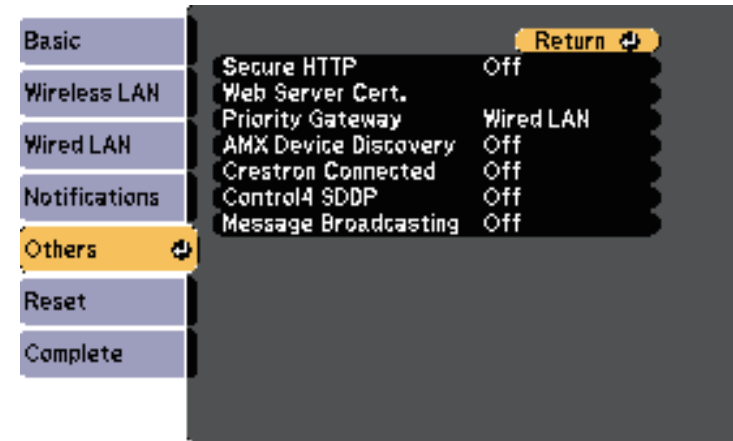 Basic
Wireless LAN
Wired LAN
Notifications
Others
Reset
Complete
Return
Secure HTTP Off
Web Server Cert.
Priority Gateway Wired LAN
AMX Device Discovery Off
Crestron Connected Off
Control4 SDDP Off
Message Broadcasting Off